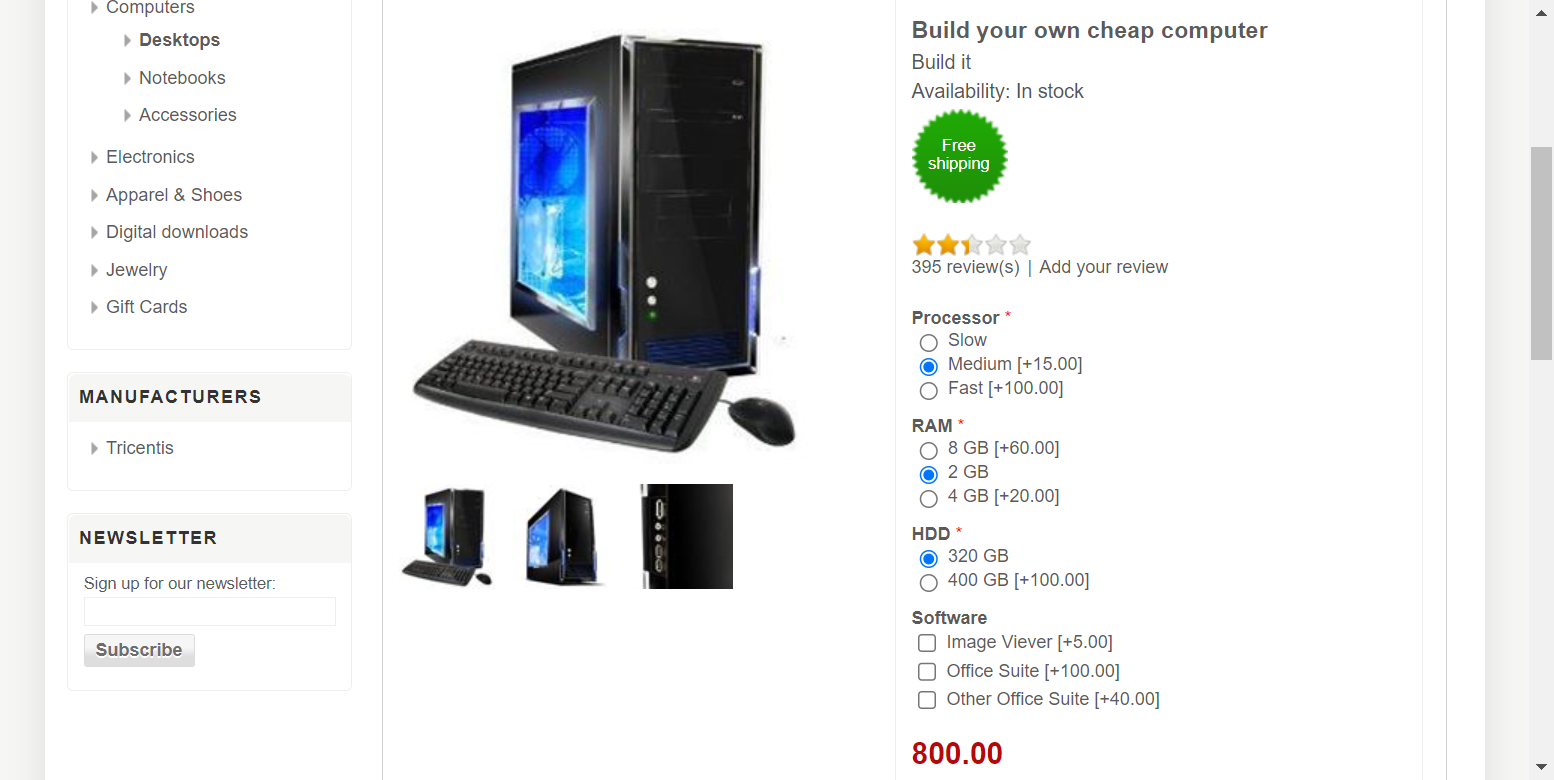 Computers
Desktops
Notebooks
Accessories
Electronics
Apparel & Shoes
Digital downloads
Jewelry
Gift Cards
MANUFACTURERS
Tricentis
NEWSLETTER
Sign up for our newsletter:
Subscribe
Build your own cheap computer
Build it
Availability: In stock
Free
shipping
395 review(s) | Add your review
Processor *
Slow
Medium [+15.00]
Fast [+100.00]
RAM *
8 GB [+60.00]
2 GB
4 GB [+20.00]
HDD *
320 GB
400 GB [+100.00]
Software
Image Viever [+5.00]
Office Suite [+100.00]
Other Office Suite [+40.00]
800.00